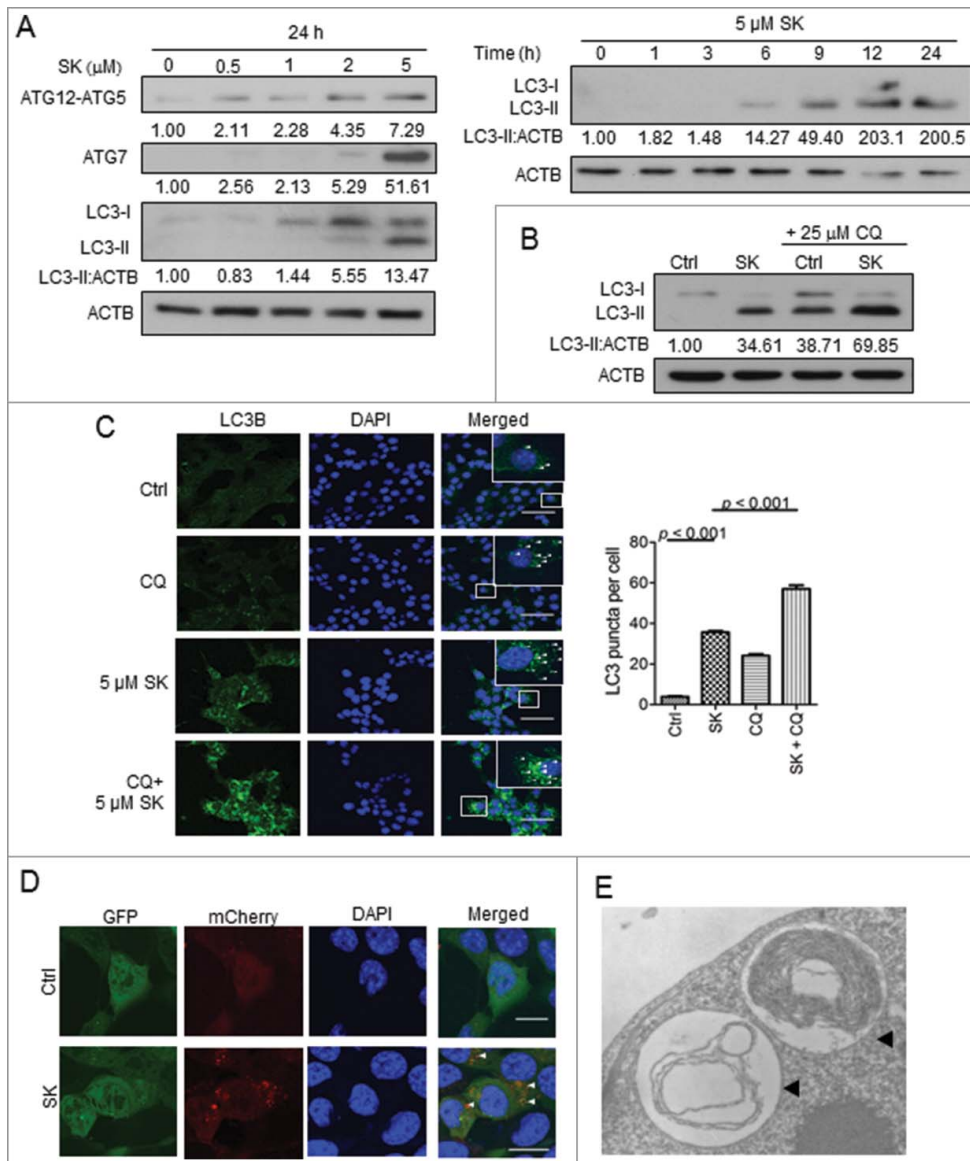 A
24 h
SK (μM) 0 0.5 1 2 5
ATG12-ATG5
1.00 2.11 2.28 4.35 7.29
ATG7
1.00 2.56 2.13 5.29 51.61
LC3-I
LC3-II
LC3-II:ACTB 1.00 0.83 1.44 5.55 13.47
ACTB
5 μM SK
Time (h) 0 1 3 6 9 12 24
LC3-I
LC3-II
LC3-II:ACTB 1.00 1.82 1.48 14.27 49.40 203.1 200.5
ACTB
B
+ 25 μM CQ
Ctrl SK Ctrl SK
LC3-I
LC3-II
LC3-II:ACTB 1.00 34.61 38.71 69.85
ACTB
C
LC3B DAPI Merged
Ctrl
CQ
5 μM SK
CQ+
5 μM SK
p < 0.001
p < 0.001
LC3 puncta per cell
80
60
40
20
0
Ctrl
SK
CQ
SK + CQ
D
GFP mCherry DAPI Merged
Ctrl
SK
E